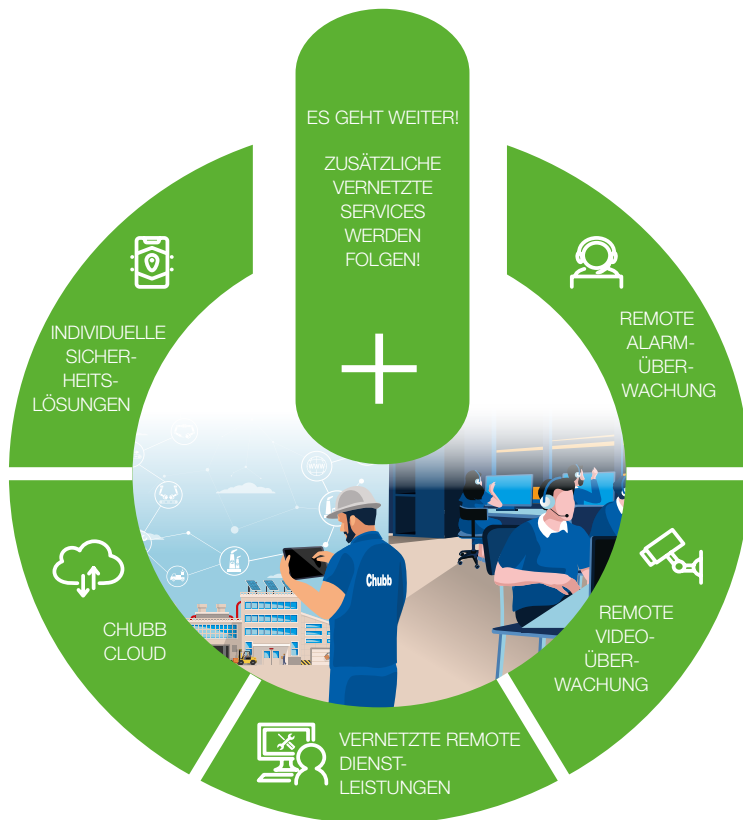 ES GEHT WEITER!
ZUSÄTZLICHE
VERNETZTE
SERVICES
WERDEN
FOLGEN!
REMOTE
ALARM-
ÜBER-
WACHUNG
REMOTE
VIDEO-
ÜBER-
WACHUNG
VERNETZTE REMOTE
DIENST-
LEISTUNGEN
CHUBB
CLOUD
INDIVIDUELLE
SICHER-
HEITS-
LÖSUNGEN
WWW
Chubb